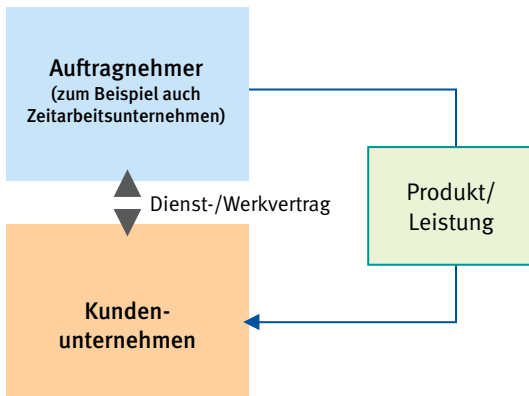 Auftragnehmer
(zum Beispiel auch
Zeitarbeitsunternehmen)
Dienst-/Werkvertrag
Produkt/
Leistung
Kunden-
unternehmen